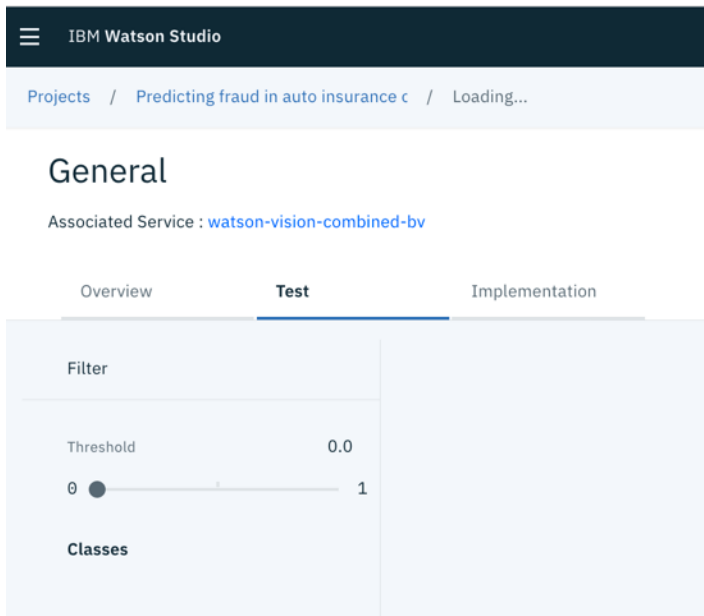 IBM Watson Studio
Projects / Predicting fraud in auto insurance c / Loading...
General
Associated Service : watson-vision-combined-bv
Overview Test Implementation
Filter
Threshold 0.0
0 1
Classes